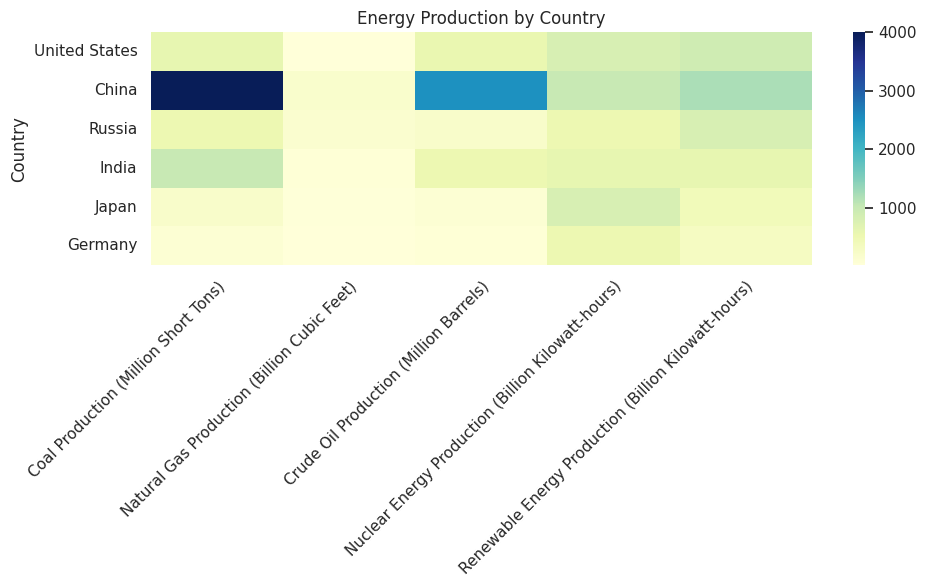 Energy Production by Country
United States
China
Russia
India
Japan
Germany
Country
4000
3000
2000
1000
Coal Production (Million Short Tons)
Natural Gas Production (Billion Cubic Feet)
Crude Oil Production (Million Barrels)
Nuclear Energy Production (Billion Kilowatt-hours)
Renewable Energy Production (Billion Kilowatt-hours)